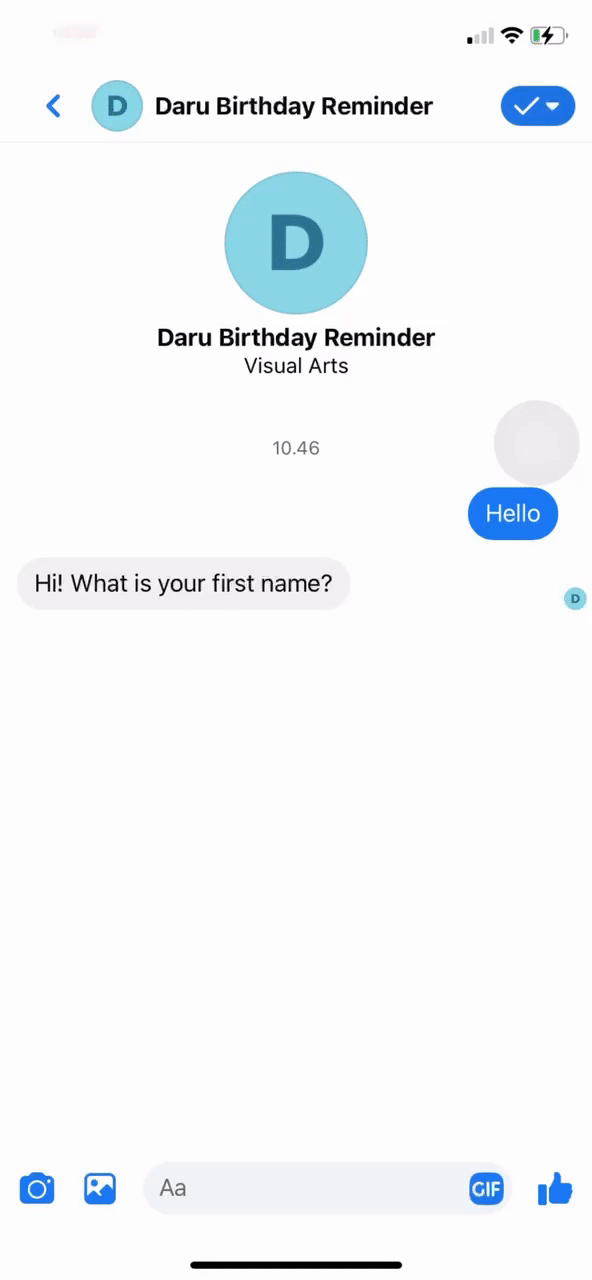 D
Daru Birthday Reminder
D
Daru Birthday Reminder
Visual Arts
10.46
Hello
Hi! What is your first name?
D
Aa
GIF